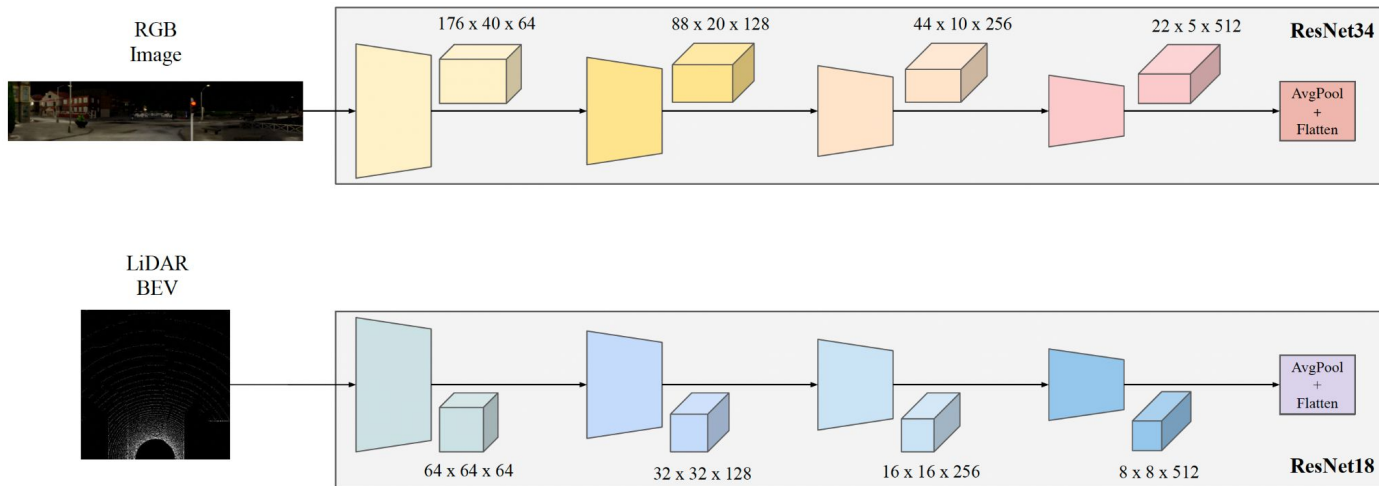 RGB
Image
176 x 40 x 64
88 x 20 x 128
44 x 10 x 256
22 x 5 x 512
ResNet34
AvgPool
+
Flatten
LiDAR
BEV
64 x 64 x 64
32 x 32 x 128
16 x 16 x 256
8 x 8 x 512
AvgPool
+
Flatten
ResNet18